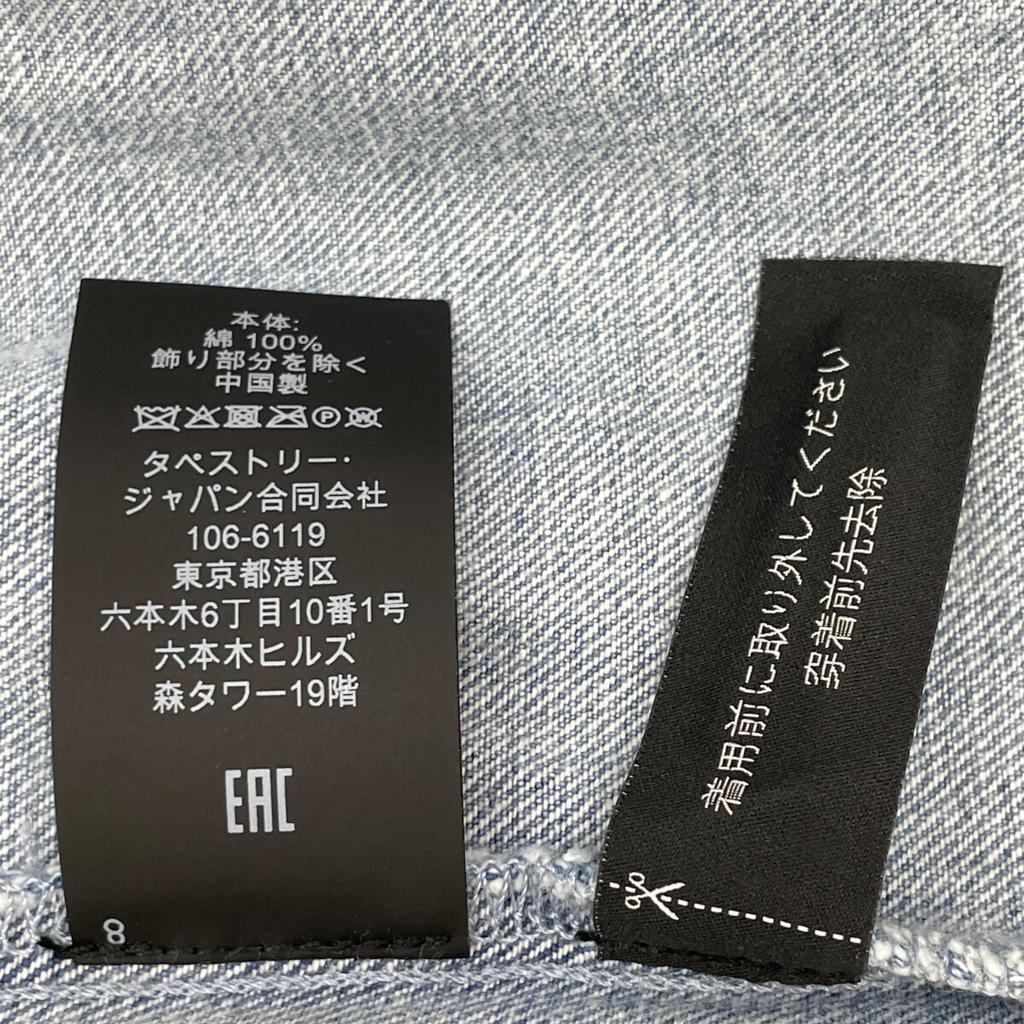 本体:
綿 100%
飾り部分を除く
中国製
タペストリー･
ジャパン合同会社
106-6119
東京都港区
六本木6丁目10番1号
六本木ヒルズ
森タワー19階
EAC
8
着用前に取り外してください
穿着前先去除